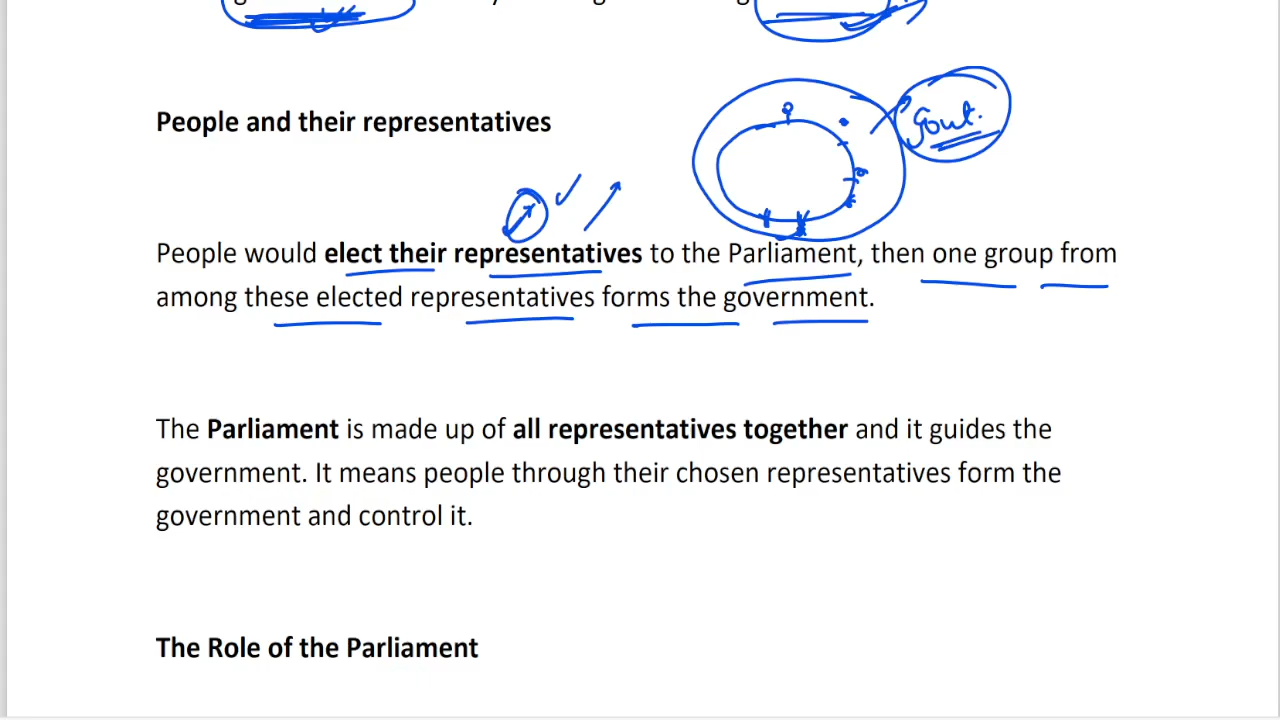 People and their representatives
Govt.
People would elect their representatives to the Parliament, then one group from
among these elected representatives forms the government.
The Parliament is made up of all representatives together and it guides the
government. It means people through their chosen representatives form the
government and control it.
The Role of the Parliament